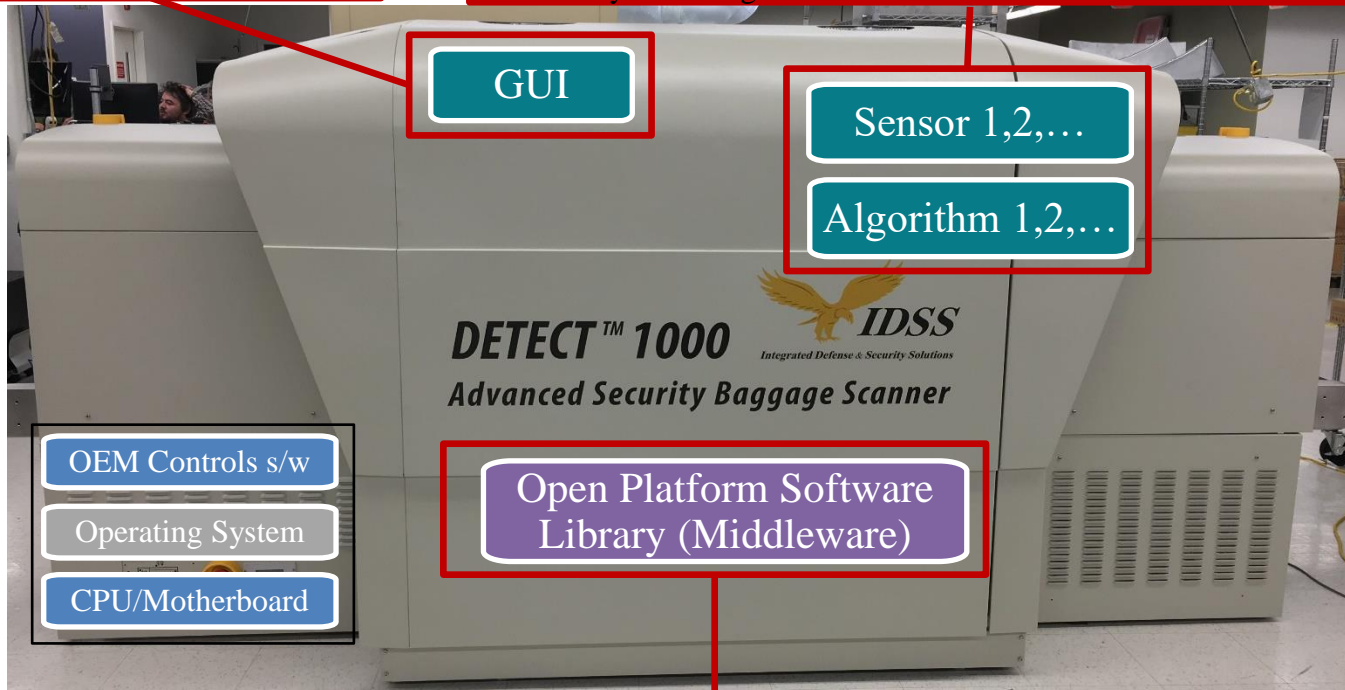 GUI
Sensor 1,2,…
Algorithm 1,2,…
DETECT™ 1000
IDSS
Integrated Defense & Security Solutions
Advanced Security Baggage Scanner
OEM Controls s/w
Operating System
CPU/Motherboard
Open Platform Software
Library (Middleware)